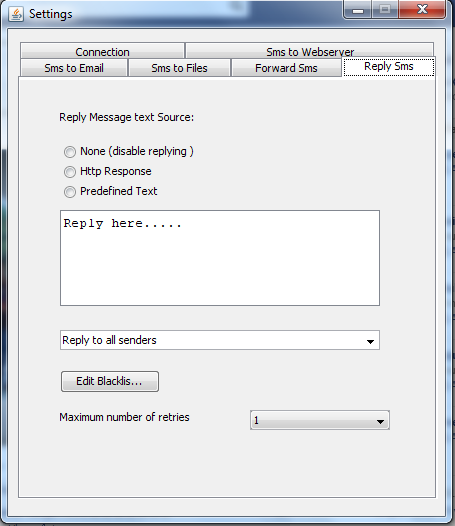 Settings
Connection
Sms to Webserver
Sms to Email
Sms to Files
Forward Sms
Reply Sms
Reply Message text Source:
None (disable replying )
Http Response
Predefined Text
Reply here.....
Reply to all senders
Edit Blacklis...
Maximum number of retries
1